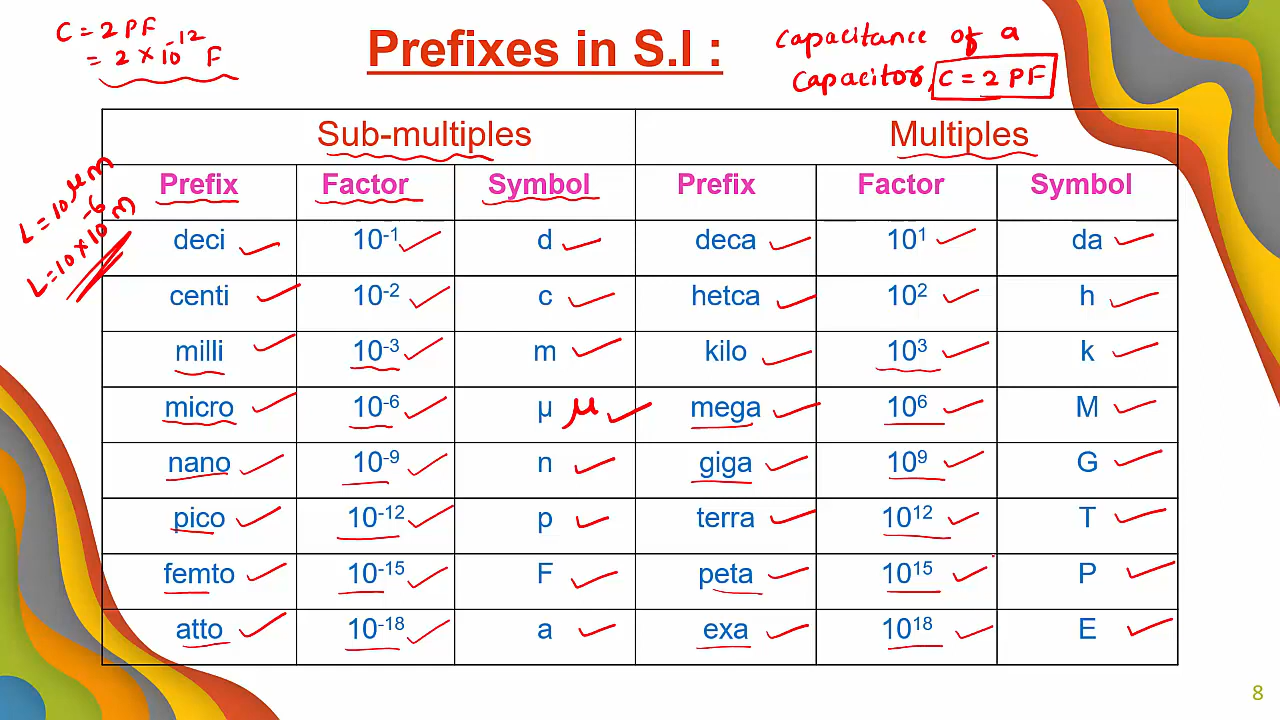 C = 2 PF
= 2 × 10⁻¹² F
Prefixes in S.I :
Capacitance of a
Capacitor, C = 2 PF
L = 10 μm
L = 10 × 10⁻⁶ m
Sub-multiples Multiples
Prefix Factor Symbol Prefix Factor Symbol
deci 10⁻¹ d deca 10¹ da
centi 10⁻² c hetca 10² h
milli 10⁻³ m kilo 10³ k
micro 10⁻⁶ μ μ mega 10⁶ M
nano 10⁻⁹ n giga 10⁹ G
pico 10⁻¹² p terra 10¹² T
femto 10⁻¹⁵ F peta 10¹⁵ P
atto 10⁻¹⁸ a exa 10¹⁸ E
8